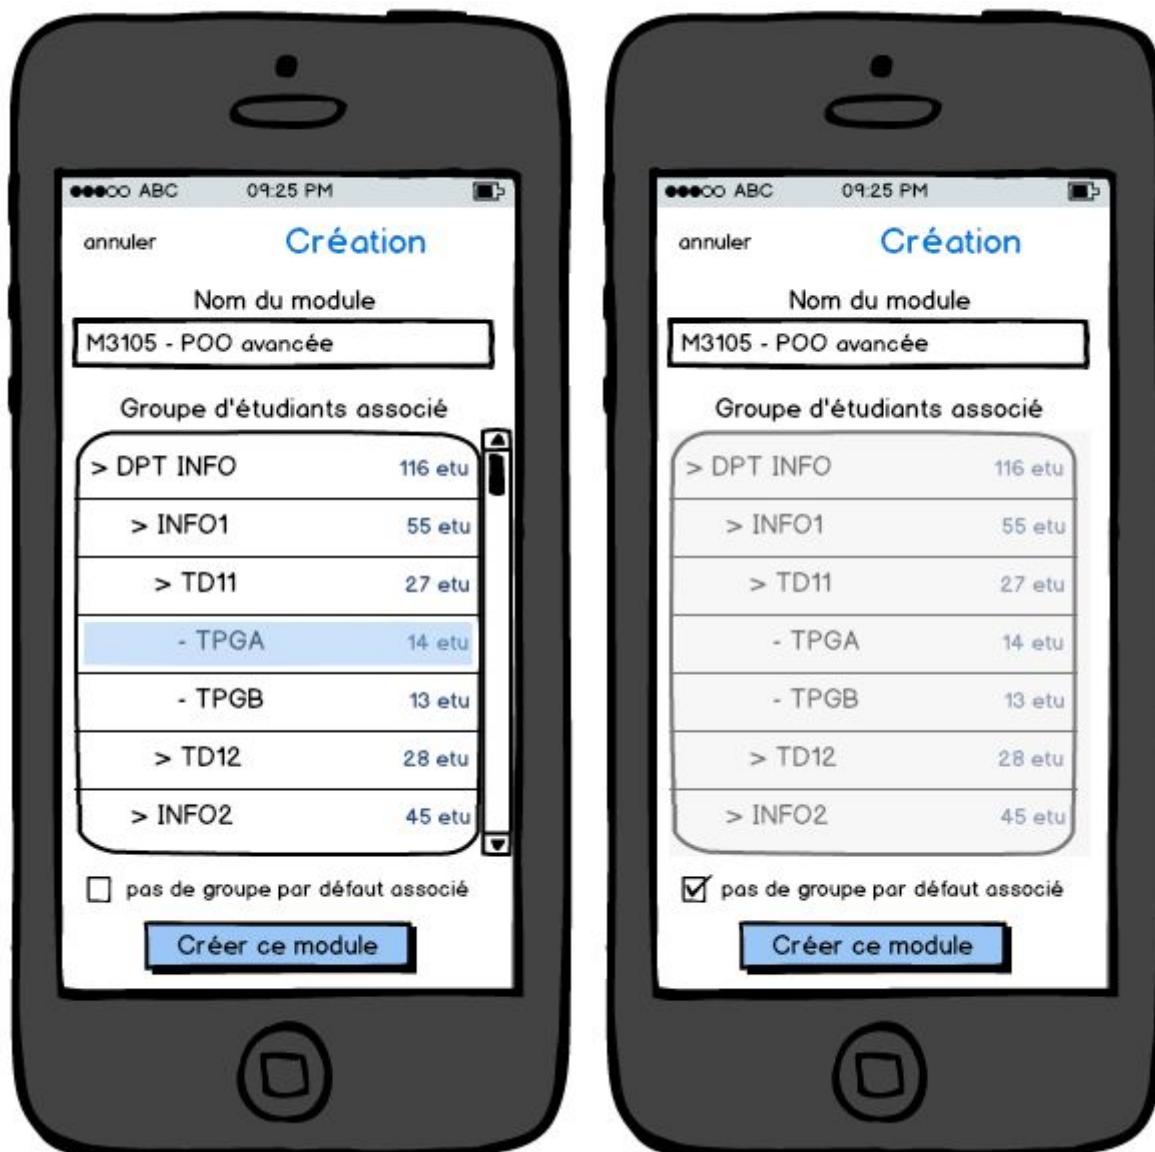 ABC 09:25 PM
annuler Création
Nom du module
M3105 - POO avancée
Groupe d'étudiants associé
> DPT INFO 116 etu
> INFO1 55 etu
> TD11 27 etu
- TPGA 14 etu
- TPGB 13 etu
> TD12 28 etu
> INFO2 45 etu
pas de groupe par défaut associé
Créer ce module
ABC 09:25 PM
annuler Création
Nom du module
M3105 - POO avancée
Groupe d'étudiants associé
> DPT INFO 116 etu
> INFO1 55 etu
> TD11 27 etu
- TPGA 14 etu
- TPGB 13 etu
> TD12 28 etu
> INFO2 45 etu
pas de groupe par défaut associé
Créer ce module